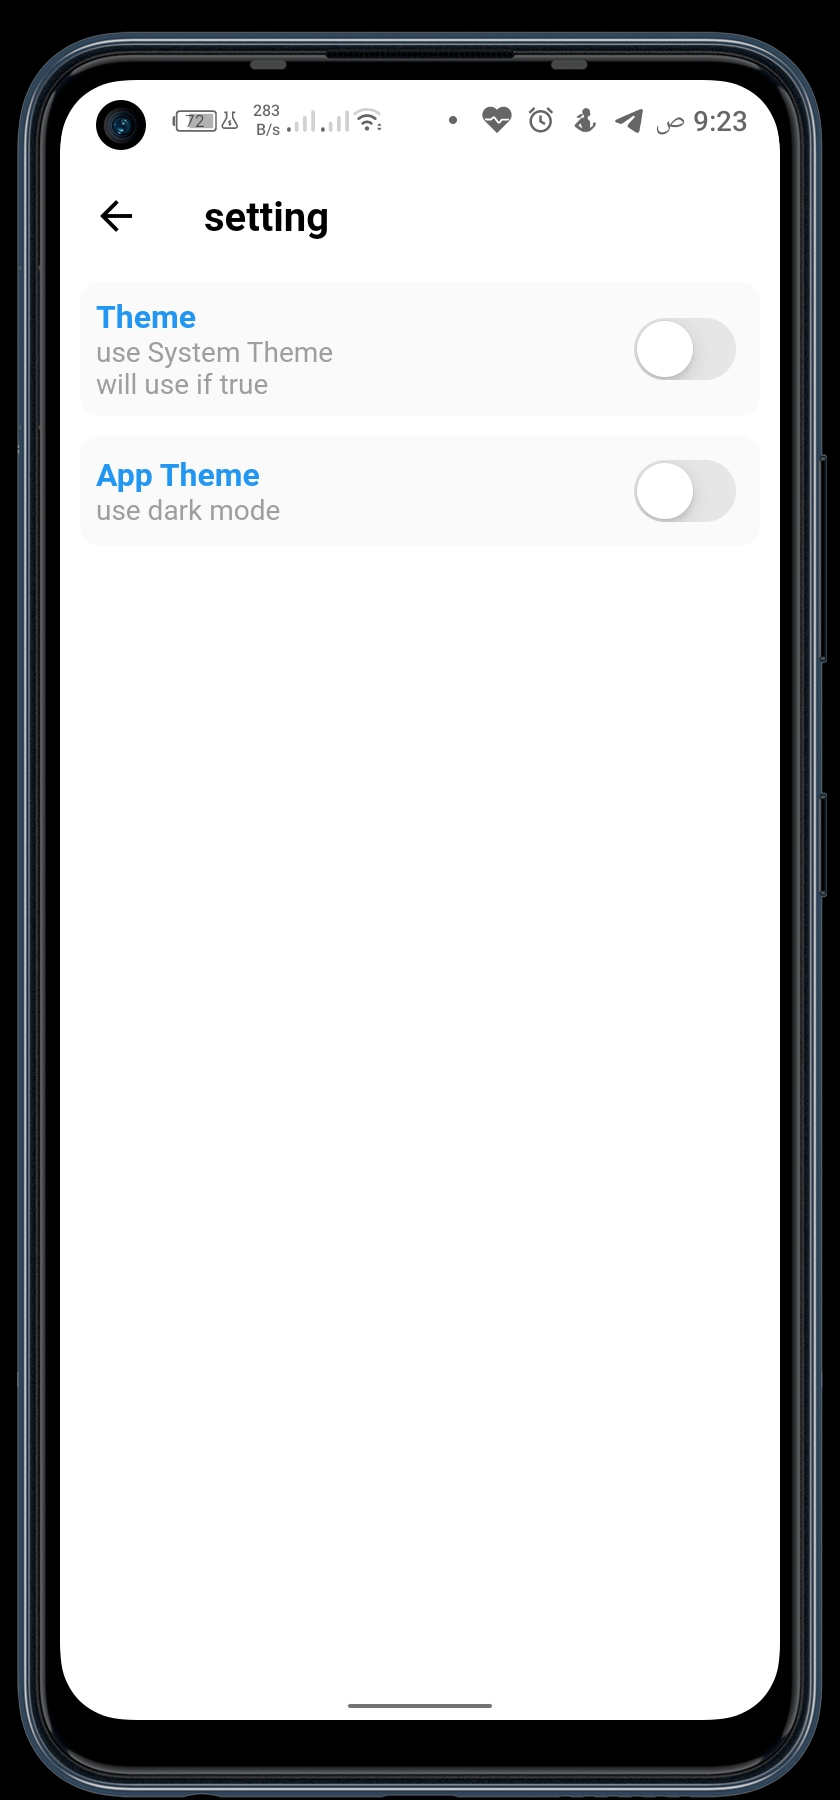 72 283 B/s ص 9:23
setting
Theme
use System Theme
will use if true
App Theme
use dark mode